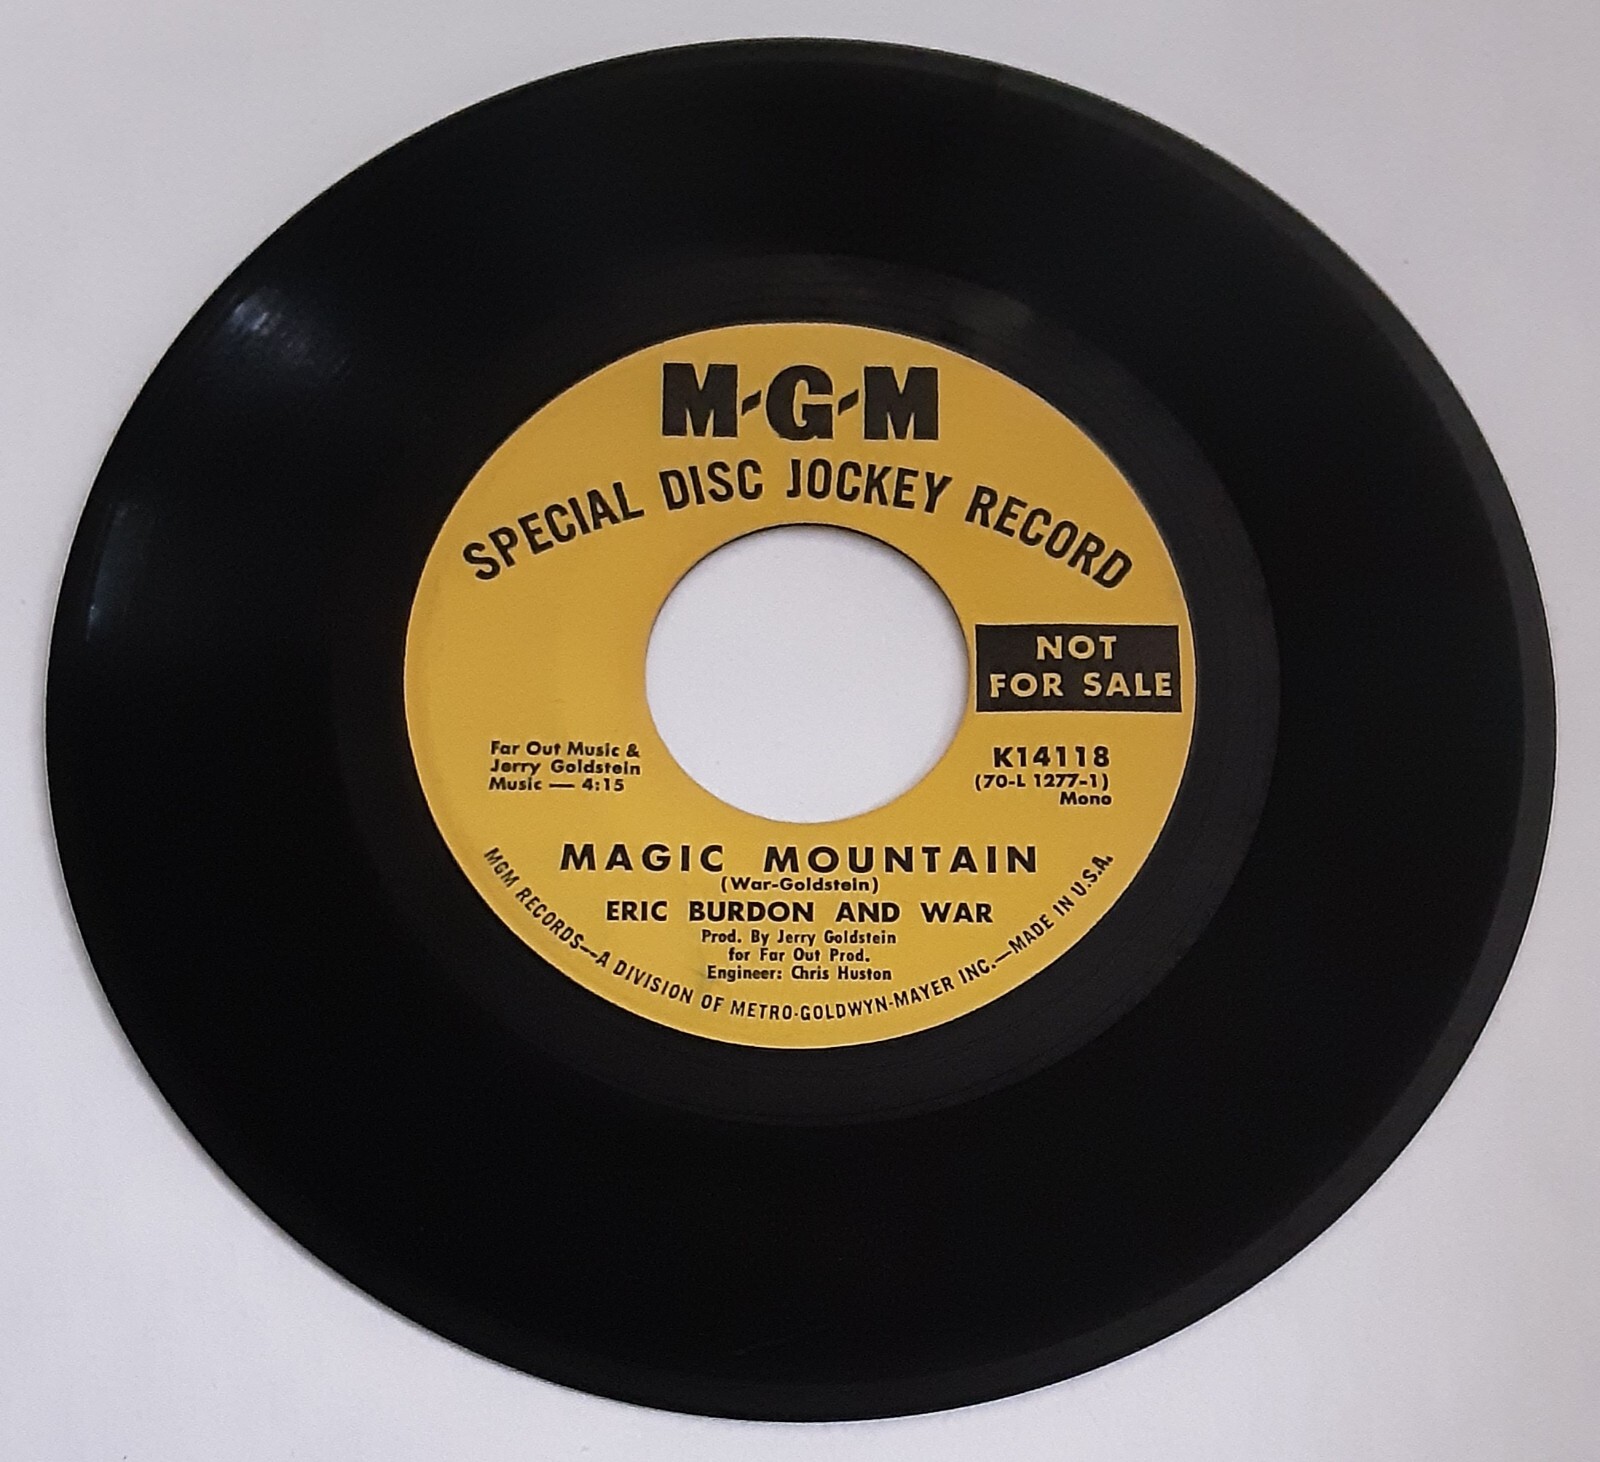 M-G-M
SPECIAL DISC JOCKEY RECORD
NOT
FOR SALE
Far Out Music &
Jerry Goldstein
Music — 4:15
K14118
(70-L 1277-1)
Mono
MAGIC MOUNTAIN
(War-Goldstein)
ERIC BURDON AND WAR
Prod. By Jerry Goldstein
for Far Out Prod.
Engineer: Chris Huston
MGM RECORDS—A DIVISION OF METRO-GOLDWYN-MAYER INC.—MADE IN U.S.A.